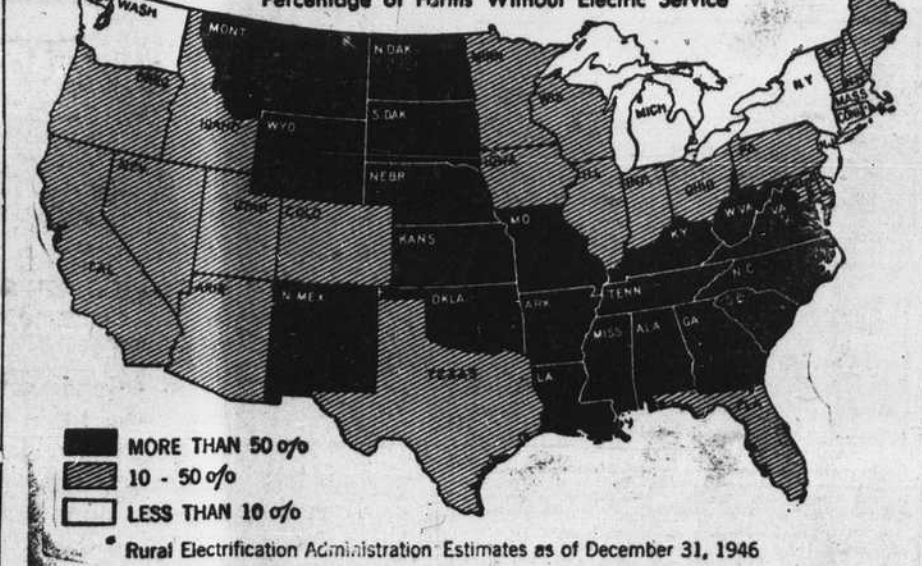 Percentage of Farms Without Electric Service
WASH
MONT
N.DAK
MINN
N.Y
MASS
CONN
OREG
IDAHO
WYO
S.DAK
WIS
MICH
PA
N.J
NEV
NEBR
IOWA
ILL
IND
OHIO
UTAH
COLO
KANS
MO
KY
W.VA
VA
CAL
ARIZ
N.MEX
OKLA
ARK
TENN
N.C
S.C
TEXAS
LA
MISS
ALA
GA
FLA
MORE THAN 50 %
10 - 50 %
LESS THAN 10 %
Rural Electrification Administration Estimates as of December 31, 1946